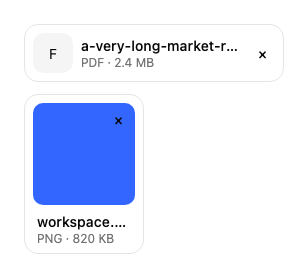 F
a-very-long-market-r...
PDF · 2.4 MB
×
×
workspace....
PNG · 820 KB